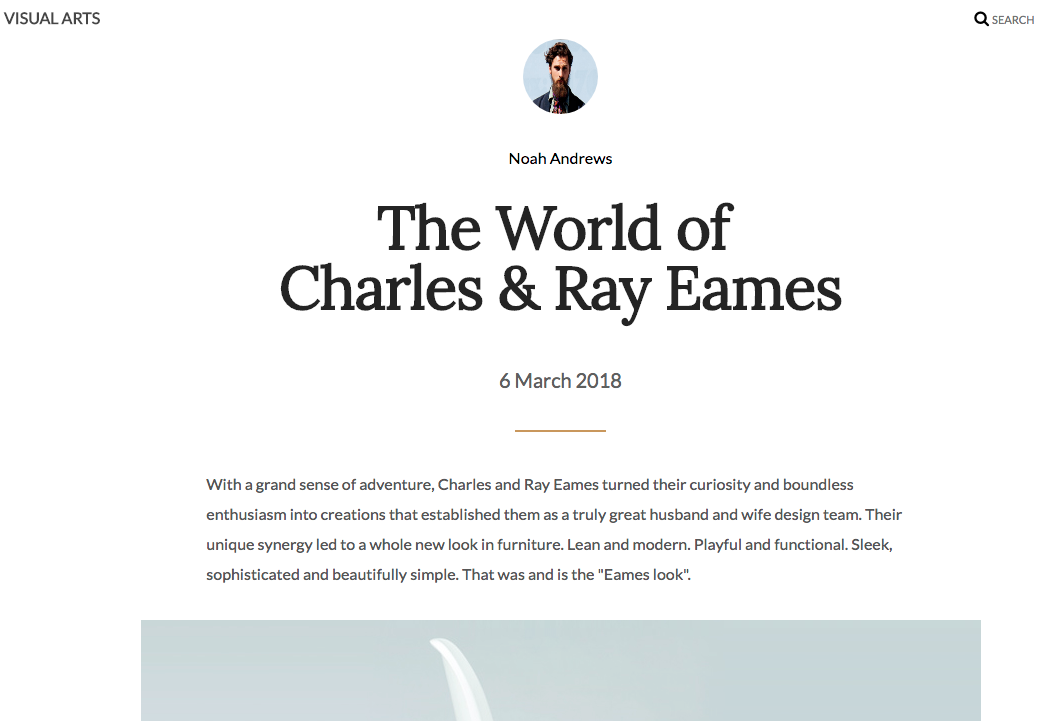 VISUAL ARTS
SEARCH
Noah Andrews
The World of
Charles & Ray Eames
6 March 2018
With a grand sense of adventure, Charles and Ray Eames turned their curiosity and boundless
enthusiasm into creations that established them as a truly great husband and wife design team. Their
unique synergy led to a whole new look in furniture. Lean and modern. Playful and functional. Sleek,
sophisticated and beautifully simple. That was and is the "Eames look".